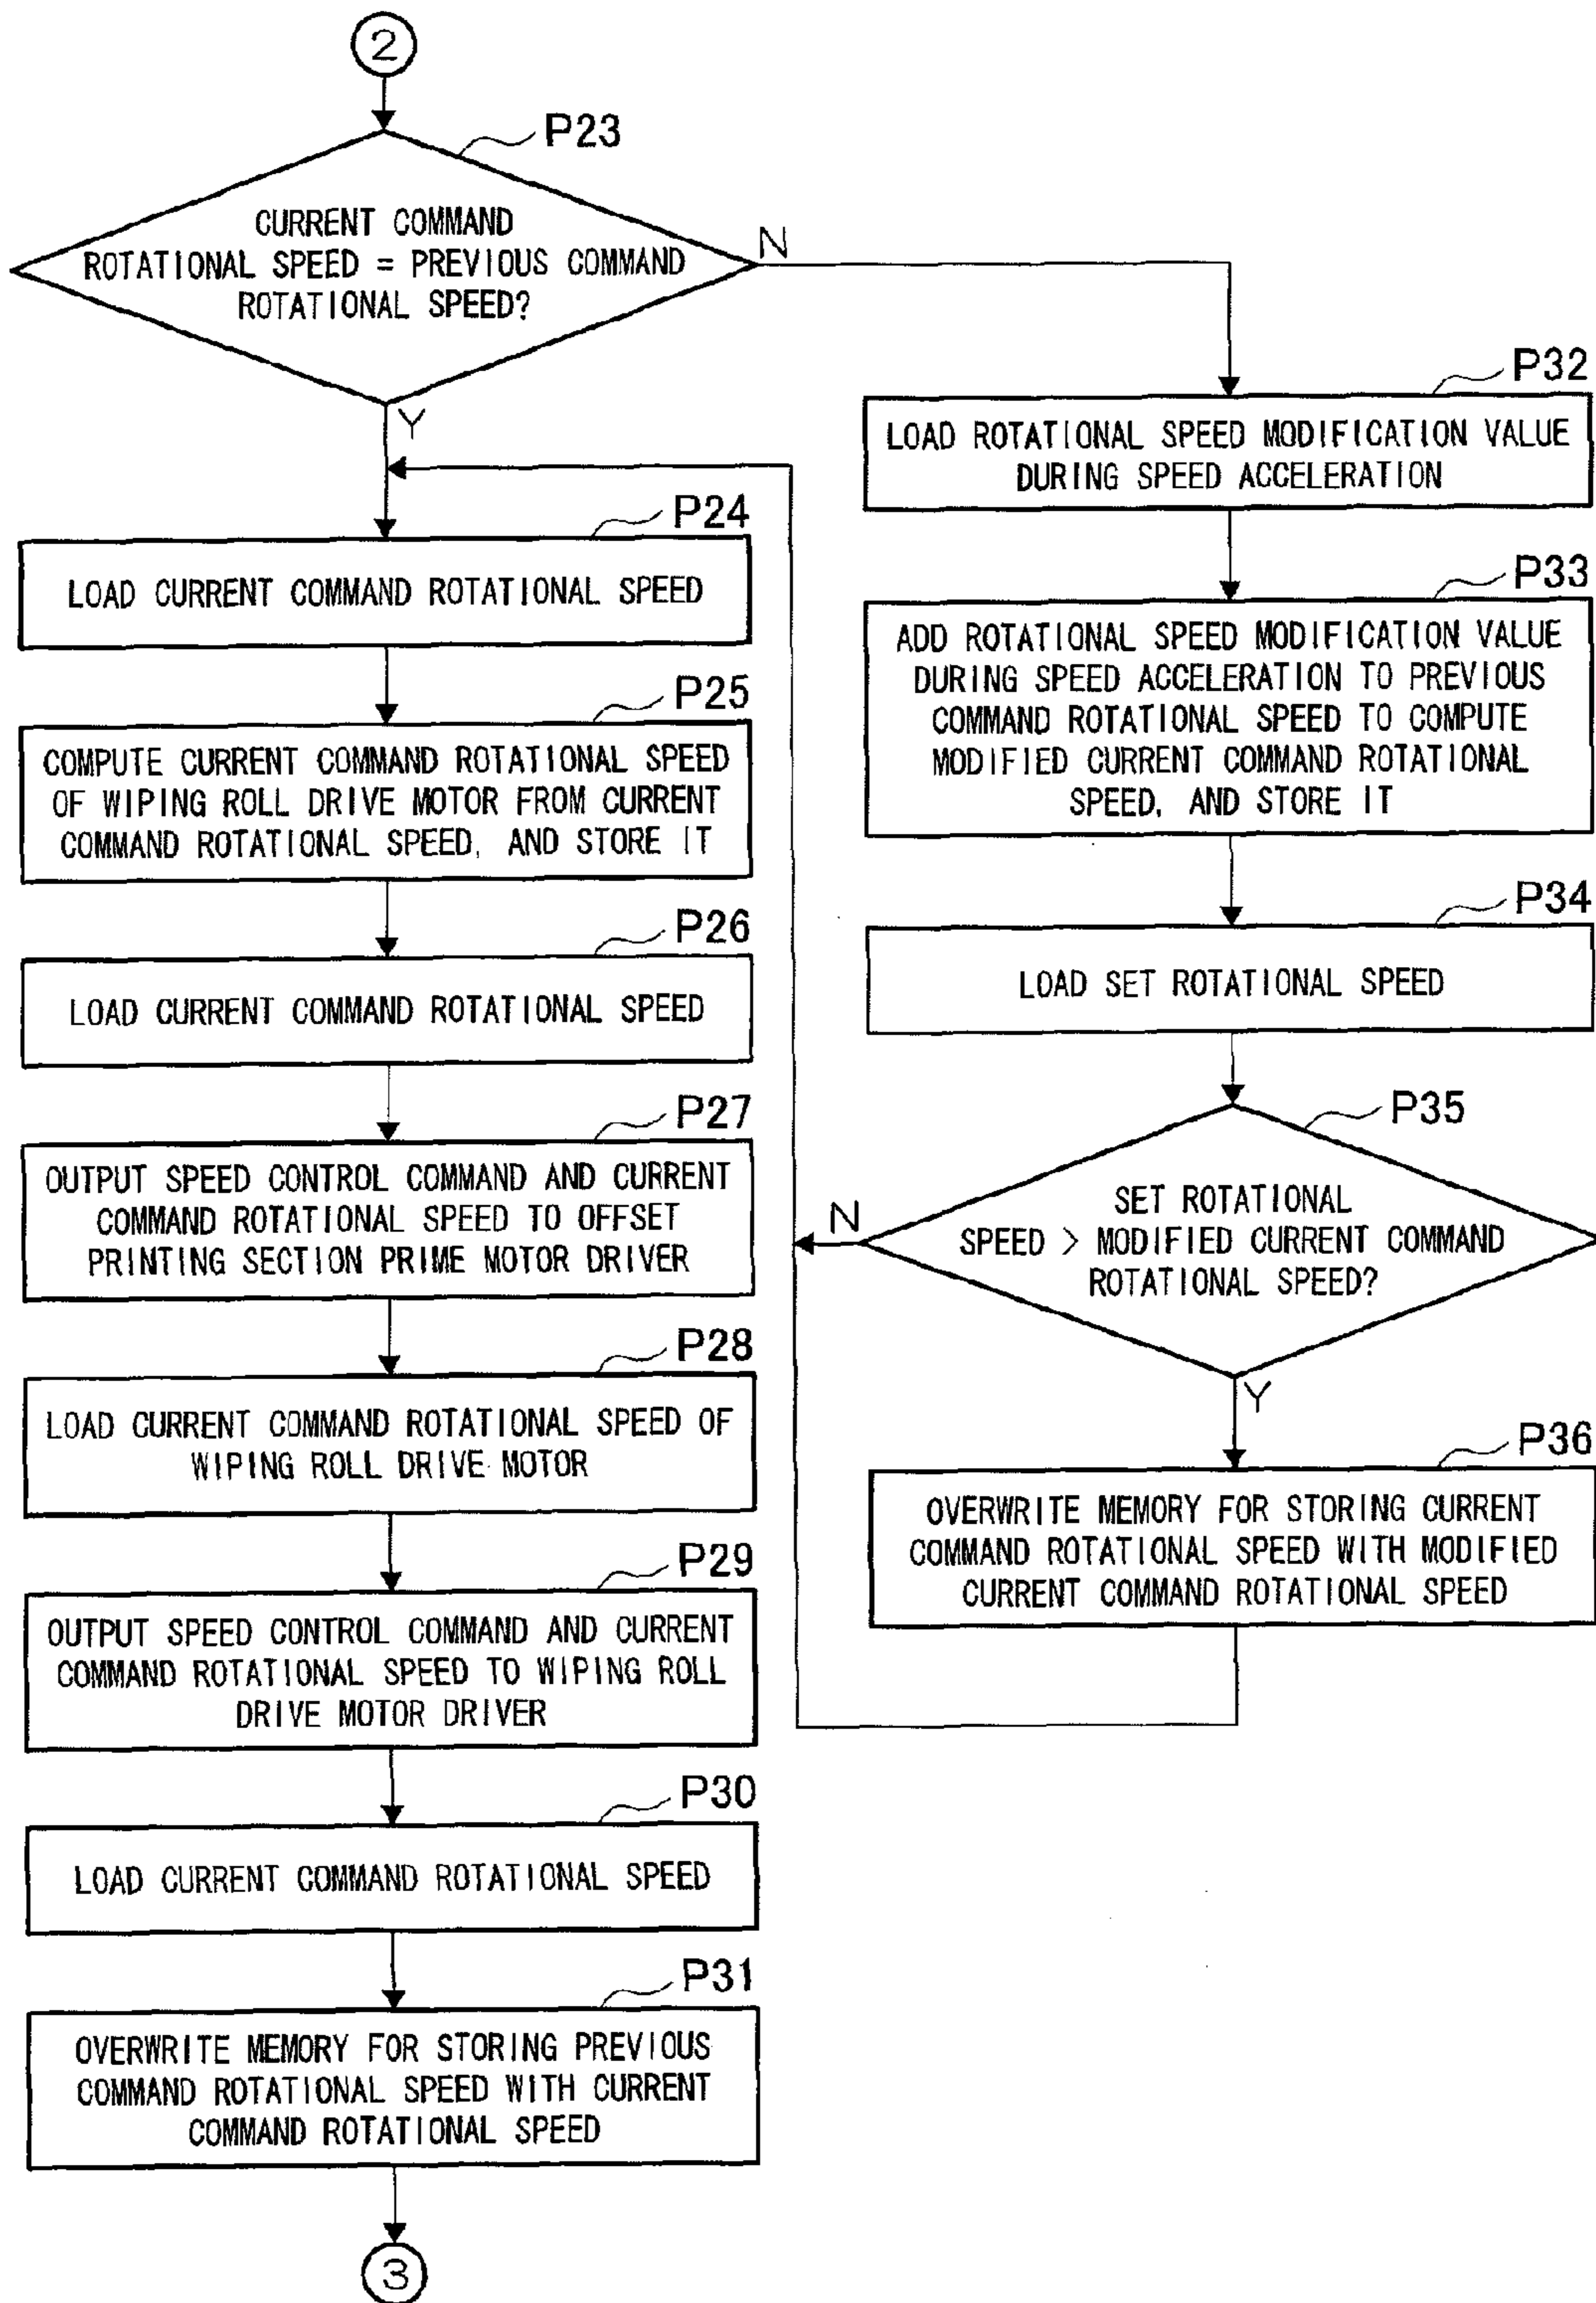 2
P23
CURRENT COMMAND
ROTATIONAL SPEED = PREVIOUS COMMAND
ROTATIONAL SPEED?
N
Y
P24
LOAD CURRENT COMMAND ROTATIONAL SPEED
P25
COMPUTE CURRENT COMMAND ROTATIONAL SPEED
OF WIPING ROLL DRIVE MOTOR FROM CURRENT
COMMAND ROTATIONAL SPEED, AND STORE IT
P26
LOAD CURRENT COMMAND ROTATIONAL SPEED
P27
OUTPUT SPEED CONTROL COMMAND AND CURRENT
COMMAND ROTATIONAL SPEED TO OFFSET
PRINTING SECTION PRIME MOTOR DRIVER
P28
LOAD CURRENT COMMAND ROTATIONAL SPEED OF
WIPING ROLL DRIVE MOTOR
P29
OUTPUT SPEED CONTROL COMMAND AND CURRENT
COMMAND ROTATIONAL SPEED TO WIPING ROLL
DRIVE MOTOR DRIVER
P30
LOAD CURRENT COMMAND ROTATIONAL SPEED
P31
OVERWRITE MEMORY FOR STORING PREVIOUS
COMMAND ROTATIONAL SPEED WITH CURRENT
COMMAND ROTATIONAL SPEED
3
P32
LOAD ROTATIONAL SPEED MODIFICATION VALUE
DURING SPEED ACCELERATION
P33
ADD ROTATIONAL SPEED MODIFICATION VALUE
DURING SPEED ACCELERATION TO PREVIOUS
COMMAND ROTATIONAL SPEED TO COMPUTE
MODIFIED CURRENT COMMAND ROTATIONAL
SPEED, AND STORE IT
P34
LOAD SET ROTATIONAL SPEED
P35
SET ROTATIONAL
SPEED > MODIFIED CURRENT COMMAND
ROTATIONAL SPEED?
N
Y
P36
OVERWRITE MEMORY FOR STORING CURRENT
COMMAND ROTATIONAL SPEED WITH MODIFIED
CURRENT COMMAND ROTATIONAL SPEED